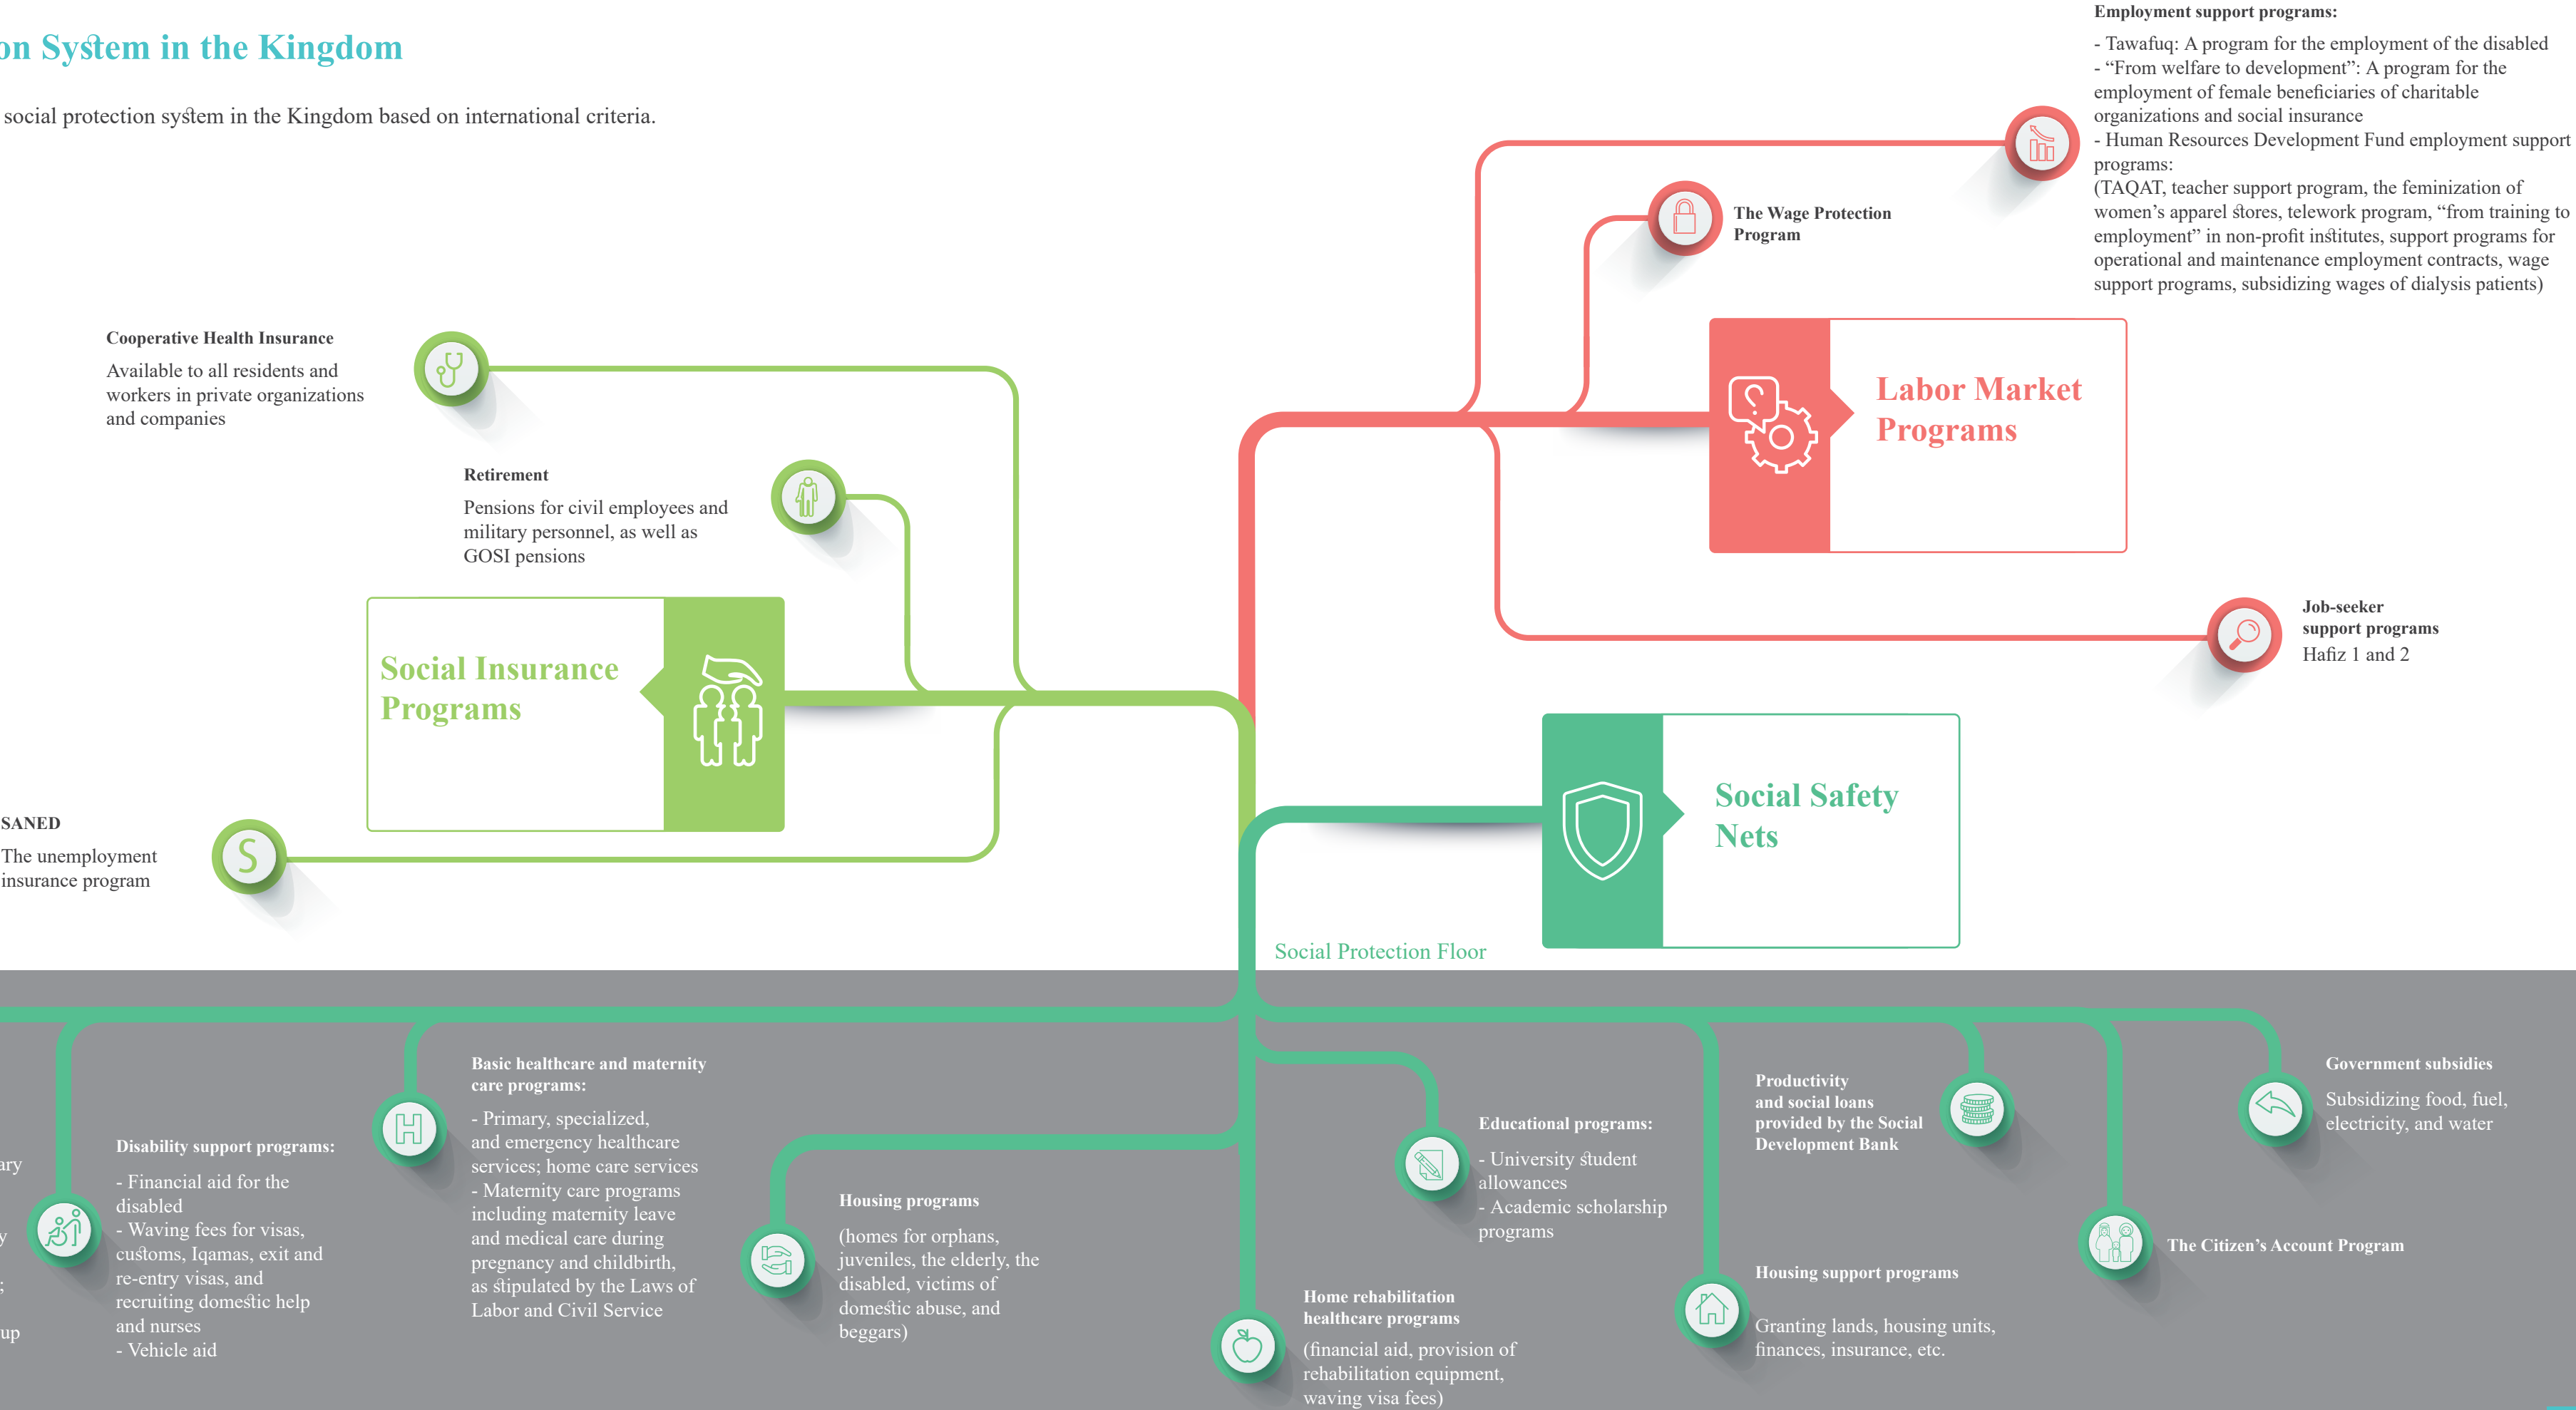 on System in the Kingdom
social protection system in the Kingdom based on international criteria.
Employment support programs:
- Tawafuq: A program for the employment of the disabled
- “From welfare to development”: A program for the
employment of female beneficiaries of charitable
organizations and social insurance
- Human Resources Development Fund employment support
programs:
(TAQAT, teacher support program, the feminization of
women’s apparel stores, telework program, “from training to
employment” in non-profit institutes, support programs for
operational and maintenance employment contracts, wage
support programs, subsidizing wages of dialysis patients)
The Wage Protection
Program
Labor Market
Programs
Job-seeker
support programs
Hafiz 1 and 2
Cooperative Health Insurance
Available to all residents and
workers in private organizations
and companies
Retirement
Pensions for civil employees and
military personnel, as well as
GOSI pensions
Social Insurance
Programs
SANED
The unemployment
insurance program
S
Social Safety
Nets
Social Protection Floor
ary
y
;
up
Disability support programs:
- Financial aid for the
disabled
- Waving fees for visas,
customs, Iqamas, exit and
re-entry visas, and
recruiting domestic help
and nurses
- Vehicle aid
H
Basic healthcare and maternity
care programs:
- Primary, specialized,
and emergency healthcare
services; home care services
- Maternity care programs
including maternity leave
and medical care during
pregnancy and childbirth,
as stipulated by the Laws of
Labor and Civil Service
Housing programs
(homes for orphans,
juveniles, the elderly, the
disabled, victims of
domestic abuse, and
beggars)
Home rehabilitation
healthcare programs
(financial aid, provision of
rehabilitation equipment,
waving visa fees)
Educational programs:
- University student
allowances
- Academic scholarship
programs
Productivity
and social loans
provided by the Social
Development Bank
Housing support programs
Granting lands, housing units,
finances, insurance, etc.
The Citizen’s Account Program
Government subsidies
Subsidizing food, fuel,
electricity, and water